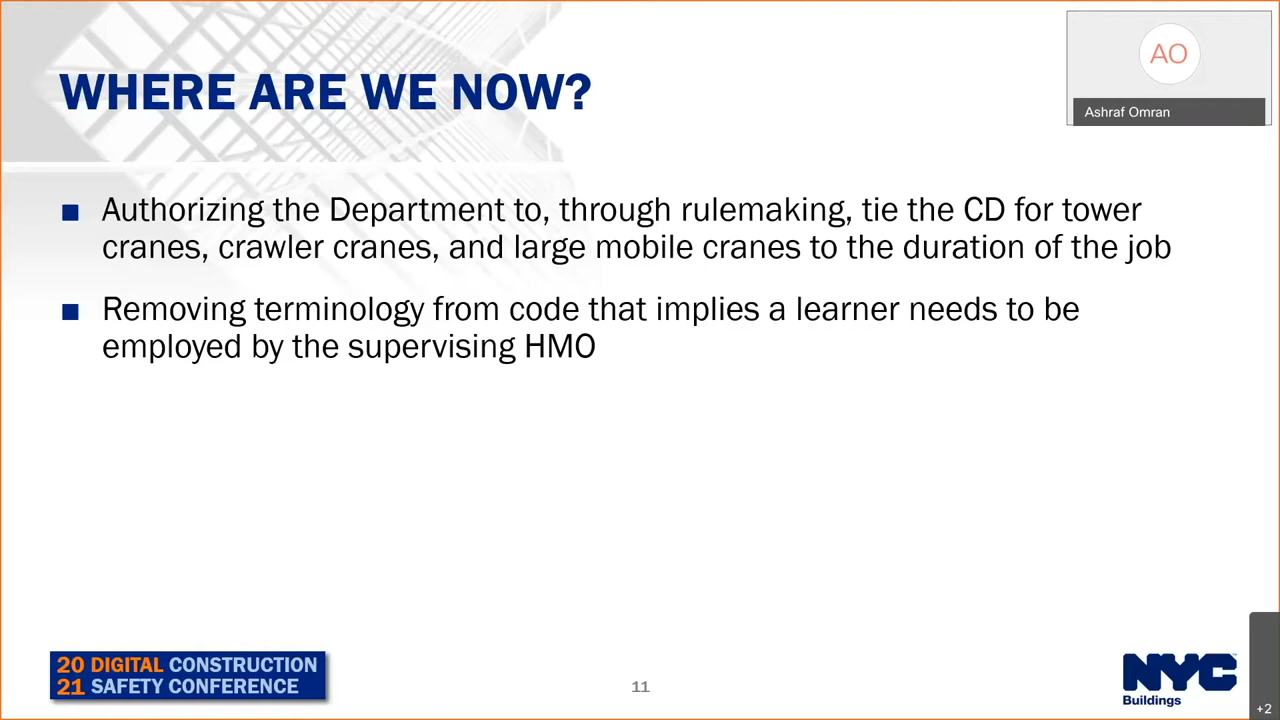 WHERE ARE WE NOW?
AO
Ashraf Omran
■ Authorizing the Department to, through rulemaking, tie the CD for tower
cranes, crawler cranes, and large mobile cranes to the duration of the job
■ Removing terminology from code that implies a learner needs to be
employed by the supervising HMO
20 DIGITAL CONSTRUCTION
21 SAFETY CONFERENCE
11
NYC™
Buildings
+2